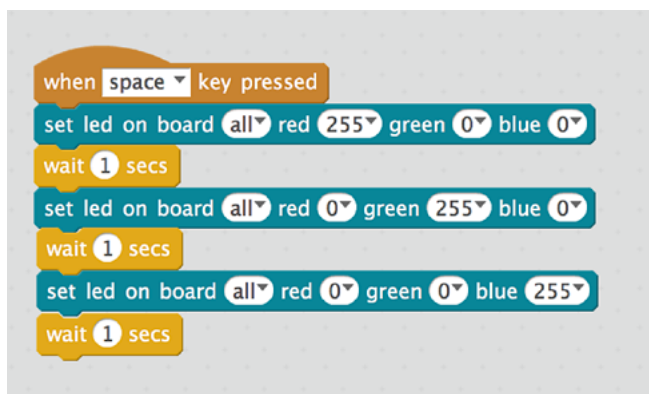 when space key pressed
set led on board all red 255 green 0 blue 0
wait 1 secs
set led on board all red 0 green 255 blue 0
wait 1 secs
set led on board all red 0 green 0 blue 255
wait 1 secs